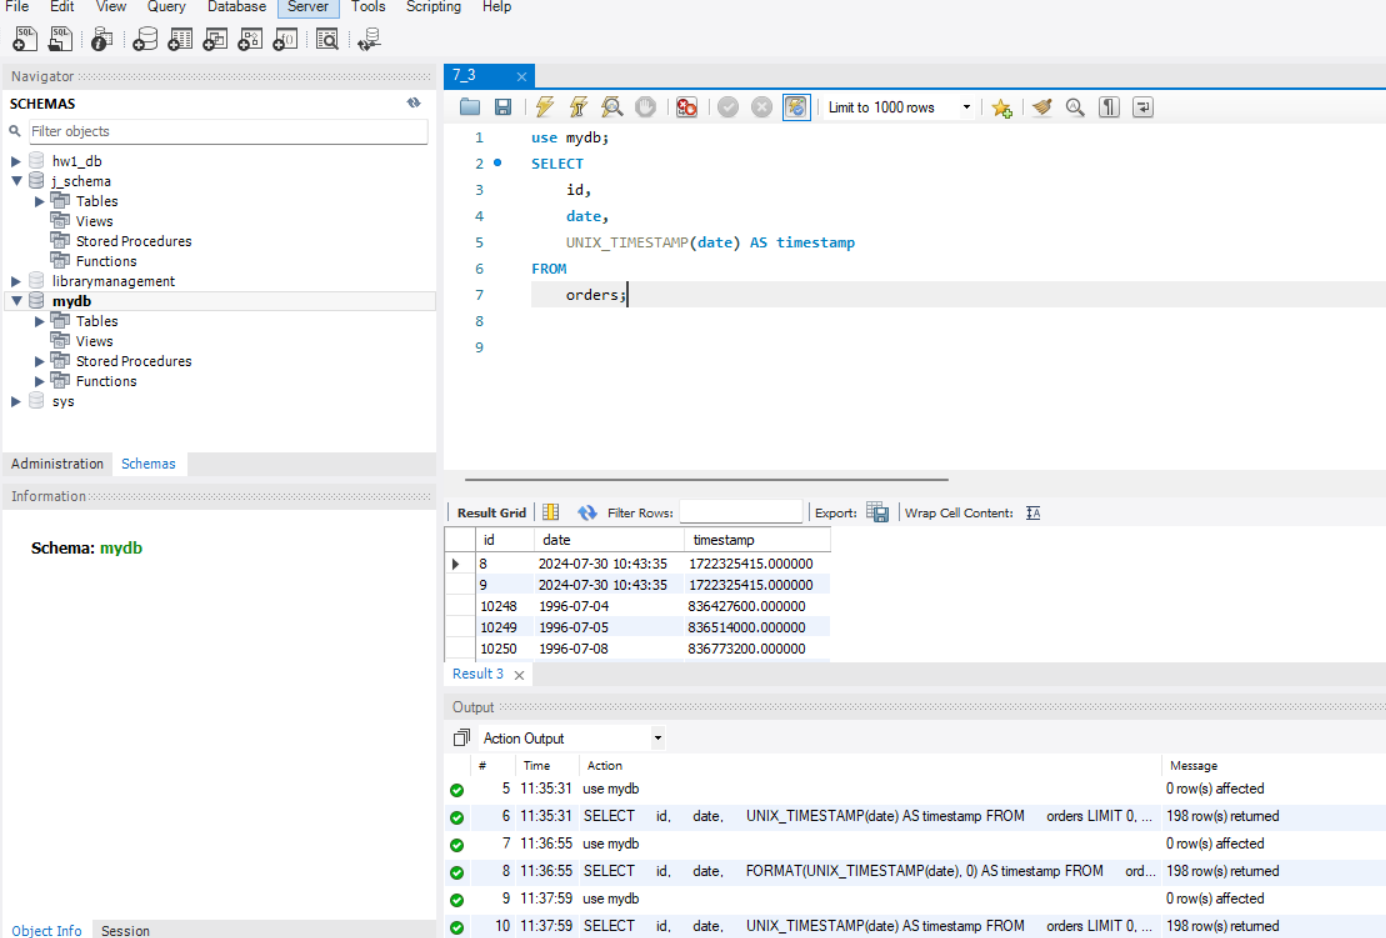 File Edit View Query Database Server Tools Scripting Help
Navigator
SCHEMAS
Filter objects
hw1_db
j_schema
Tables
Views
Stored Procedures
Functions
librarymanagement
mydb
Tables
Views
Stored Procedures
Functions
sys
Administration Schemas
Information
Schema: mydb
Object Info Session
7_3
Limit to 1000 rows
1 use mydb;
2 SELECT
3 id,
4 date,
5 UNIX_TIMESTAMP(date) AS timestamp
6 FROM
7 orders;
8
9
Result Grid Filter Rows: Export: Wrap Cell Content:
id date timestamp
8 2024-07-30 10:43:35 1722325415.000000
9 2024-07-30 10:43:35 1722325415.000000
10248 1996-07-04 836427600.000000
10249 1996-07-05 836514000.000000
10250 1996-07-08 836773200.000000
Result 3
Output
Action Output
# Time Action Message
5 11:35:31 use mydb 0 row(s) affected
6 11:35:31 SELECT id, date, UNIX_TIMESTAMP(date) AS timestamp FROM orders LIMIT 0, ... 198 row(s) returned
7 11:36:55 use mydb 0 row(s) affected
8 11:36:55 SELECT id, date, FORMAT(UNIX_TIMESTAMP(date), 0) AS timestamp FROM ord... 198 row(s) returned
9 11:37:59 use mydb 0 row(s) affected
10 11:37:59 SELECT id, date, UNIX_TIMESTAMP(date) AS timestamp FROM orders LIMIT 0, ... 198 row(s) returned